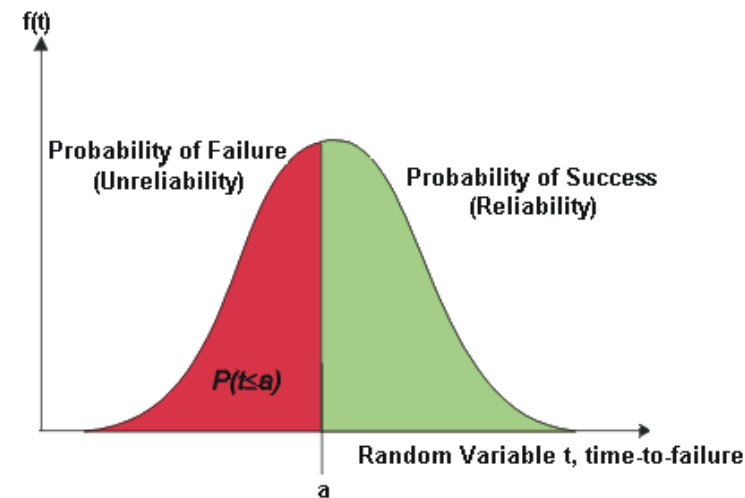 f(t)
Probability of Failure
(Unreliability)
Probability of Success
(Reliability)
P(t≤a)
Random Variable t, time-to-failure
a